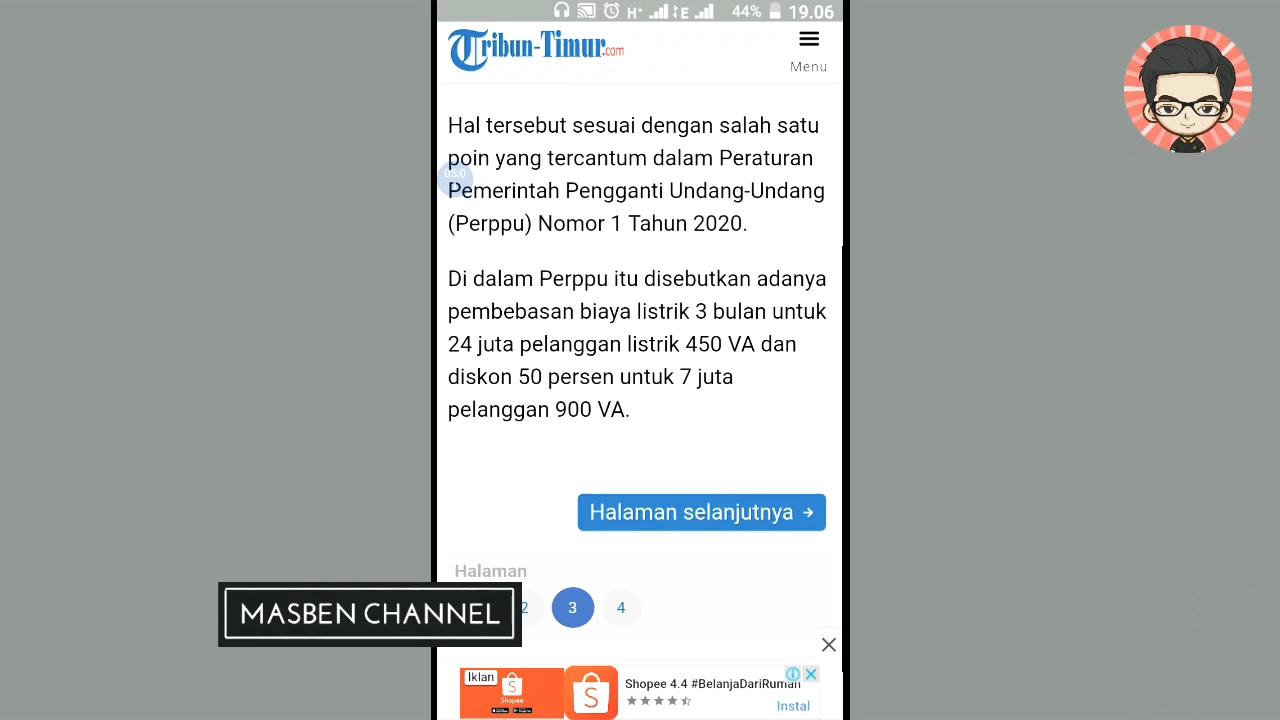 H+ E 44% 19.06
Tribun-Timur.com
Menu
Hal tersebut sesuai dengan salah satu
poin yang tercantum dalam Peraturan
05.0
Pemerintah Pengganti Undang-Undang
(Perppu) Nomor 1 Tahun 2020.
Di dalam Perppu itu disebutkan adanya
pembebasan biaya listrik 3 bulan untuk
24 juta pelanggan listrik 450 VA dan
diskon 50 persen untuk 7 juta
pelanggan 900 VA.
Halaman selanjutnya →
Halaman
2 3 4
MASBEN CHANNEL
Iklan
Shopee
Shopee 4.4 #BelanjaDariRumah
Instal